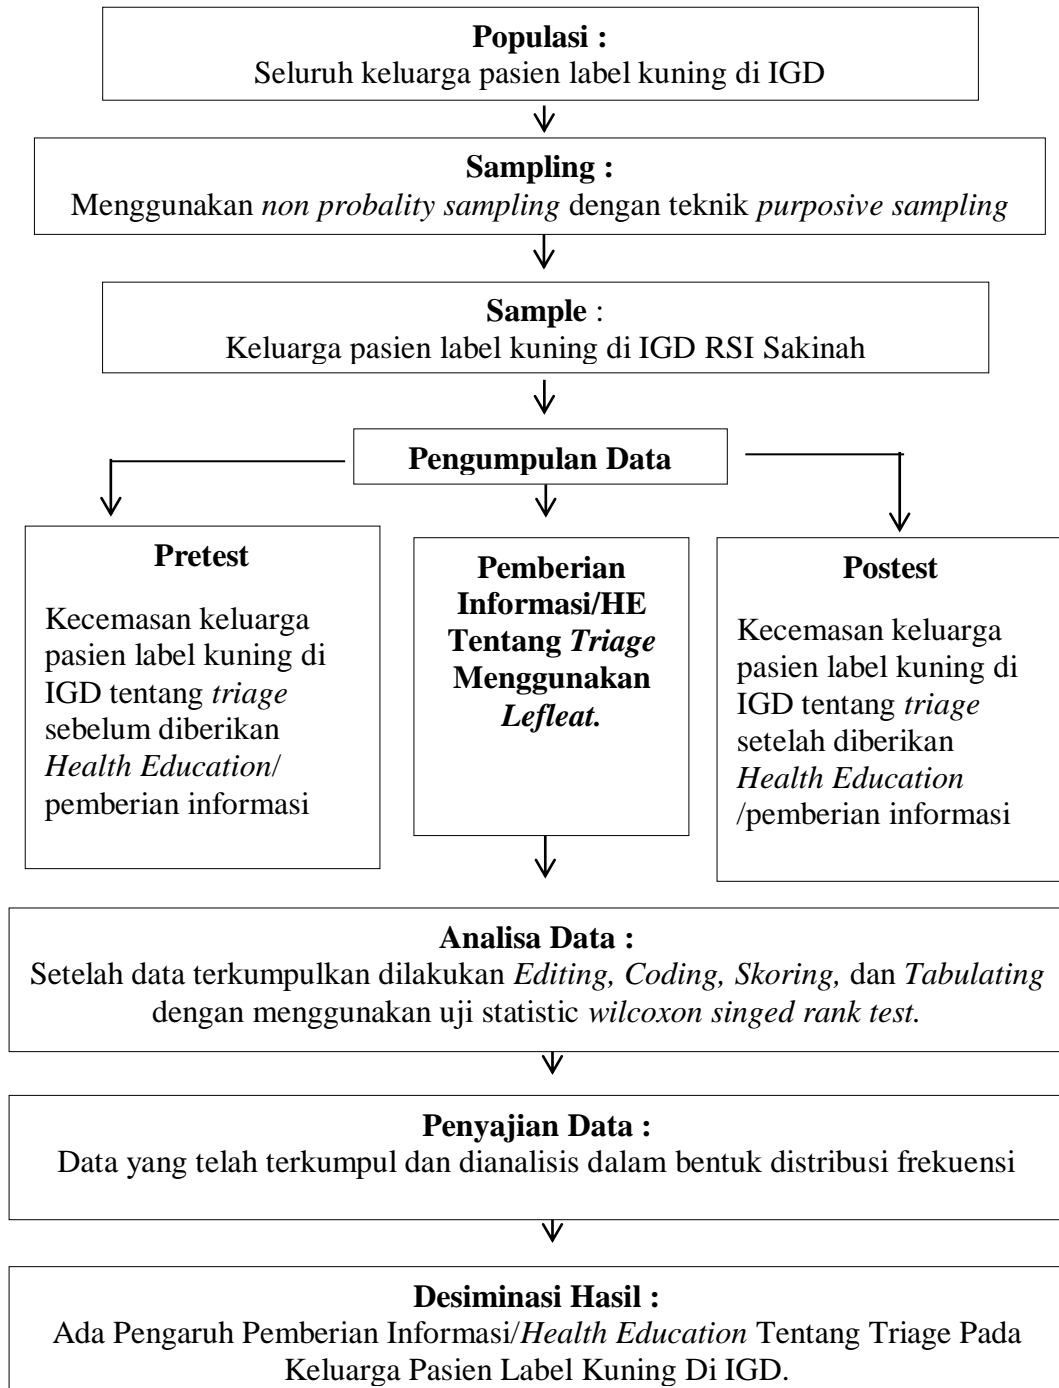 Populasi :
Seluruh keluarga pasien label kuning di IGD
Sampling :
Menggunakan non probality sampling dengan teknik purposive sampling
Sample :
Keluarga pasien label kuning di IGD RSI Sakinah
Pengumpulan Data
Pretest
Kecemasan keluarga
pasien label kuning di
IGD tentang triage
sebelum diberikan
Health Education/
pemberian informasi
Pemberian
Informasi/HE
Tentang Triage
Menggunakan
Lefleat.
Postest
Kecemasan keluarga
pasien label kuning di
IGD tentang triage
setelah diberikan
Health Education
/pemberian informasi
Analisa Data :
Setelah data terkumpulkan dilakukan Editing, Coding, Skoring, dan Tabulating
dengan menggunakan uji statistic wilcoxon singed rank test.
Penyajian Data :
Data yang telah terkumpul dan dianalisis dalam bentuk distribusi frekuensi
Desiminasi Hasil :
Ada Pengaruh Pemberian Informasi/Health Education Tentang Triage Pada
Keluarga Pasien Label Kuning Di IGD.